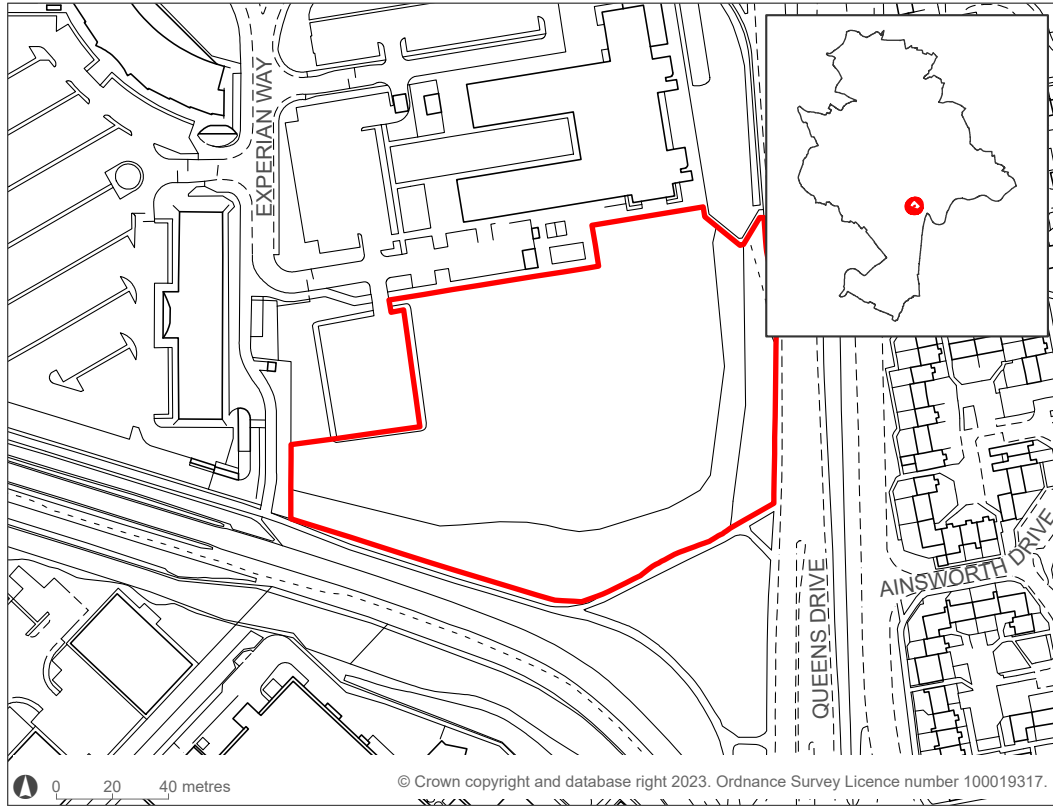 EXPERIAN WAY
AINSWORTH DRIVE
QUEENS DRIVE
0 20 40 metres
© Crown copyright and database right 2023. Ordnance Survey Licence number 100019317.